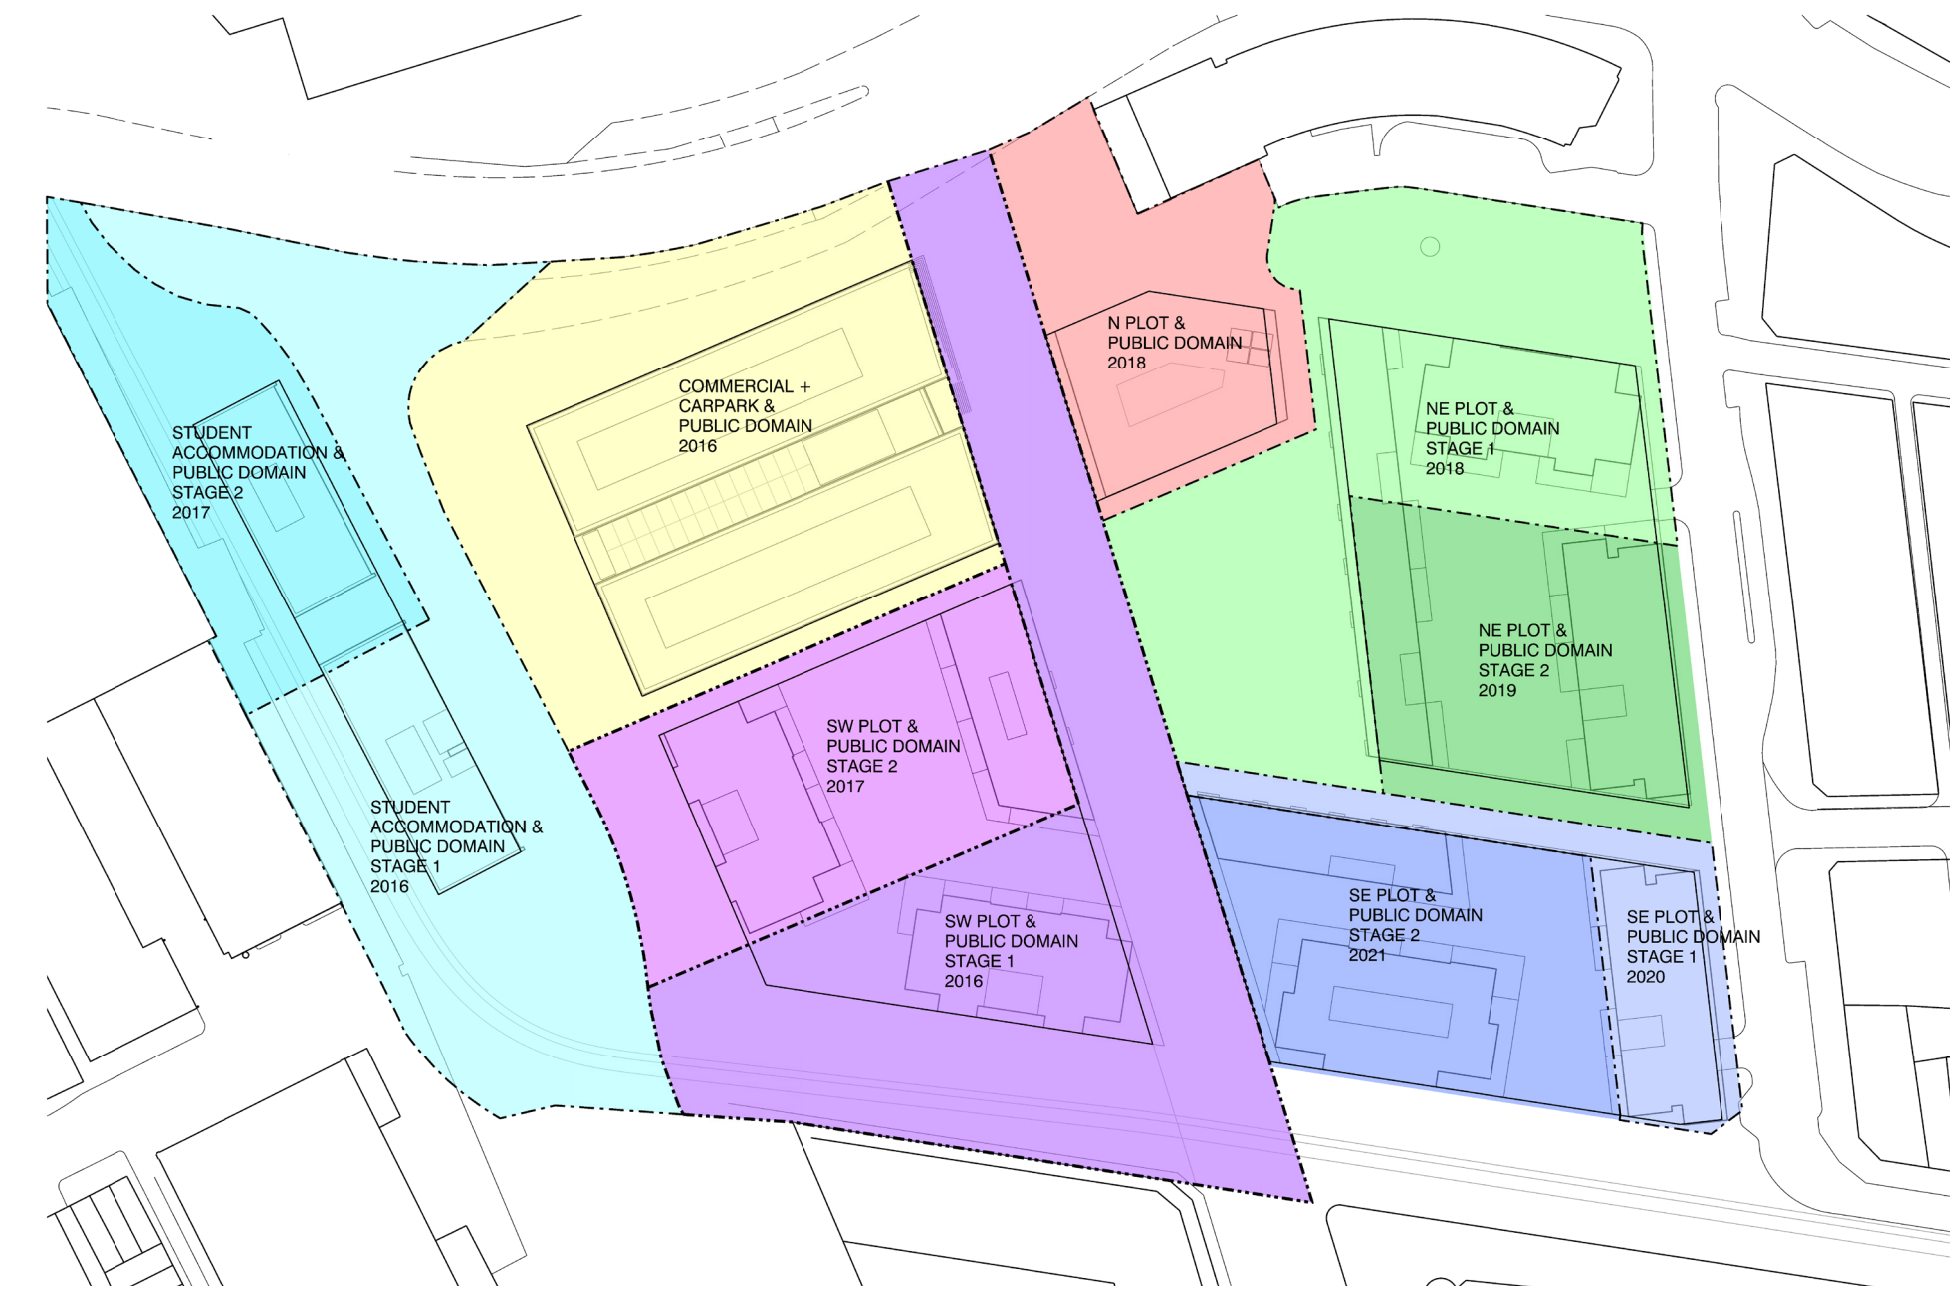 N PLOT &
PUBLIC DOMAIN
2018
COMMERCIAL +
CARPARK &
PUBLIC DOMAIN
2016
NE PLOT &
PUBLIC DOMAIN
STAGE 1
2018
STUDENT
ACCOMMODATION &
PUBLIC DOMAIN
STAGE 2
2017
NE PLOT &
PUBLIC DOMAIN
STAGE 2
2019
SW PLOT &
PUBLIC DOMAIN
STAGE 2
2017
STUDENT
ACCOMMODATION &
PUBLIC DOMAIN
STAGE 1
2016
SE PLOT &
PUBLIC DOMAIN
STAGE 2
2021
SW PLOT &
PUBLIC DOMAIN
STAGE 1
2016
SE PLOT &
PUBLIC DOMAIN
STAGE 1
2020